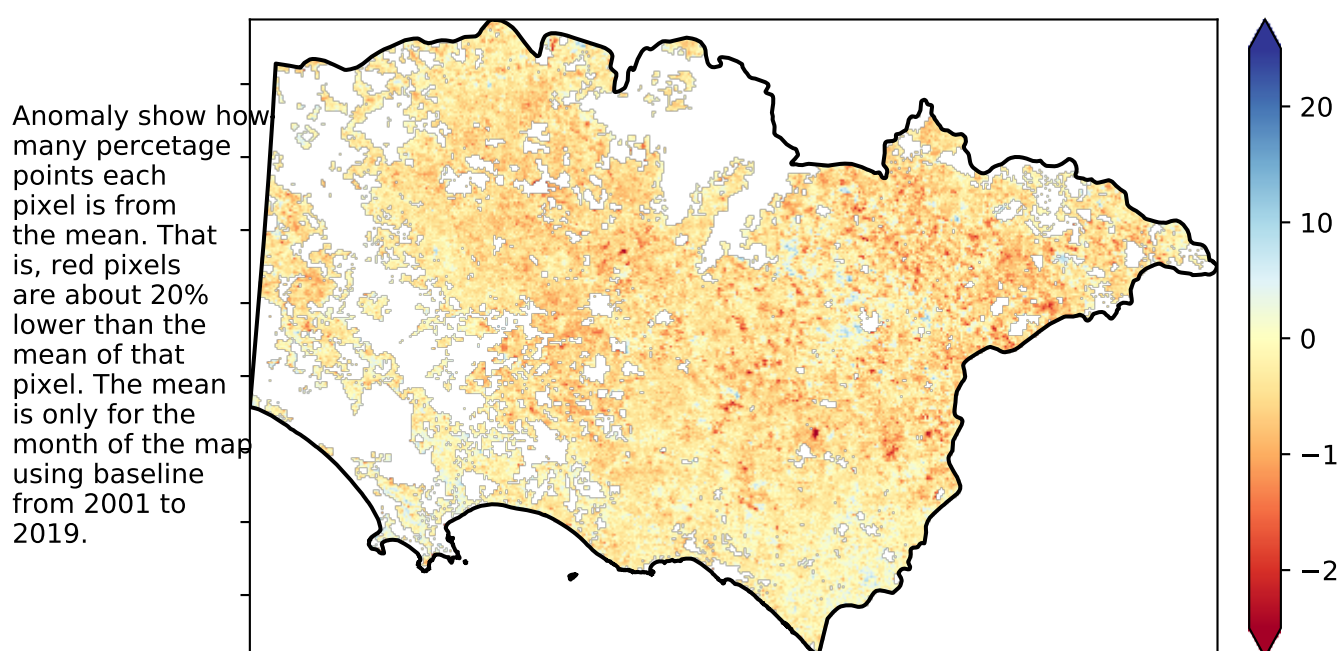 Anomaly show how
many percetage
points each
pixel is from
the mean. That
is, red pixels
are about 20%
lower than the
mean of that
pixel. The mean
is only for the
month of the map
using baseline
from 2001 to
2019.
20
10
0
−1
−2